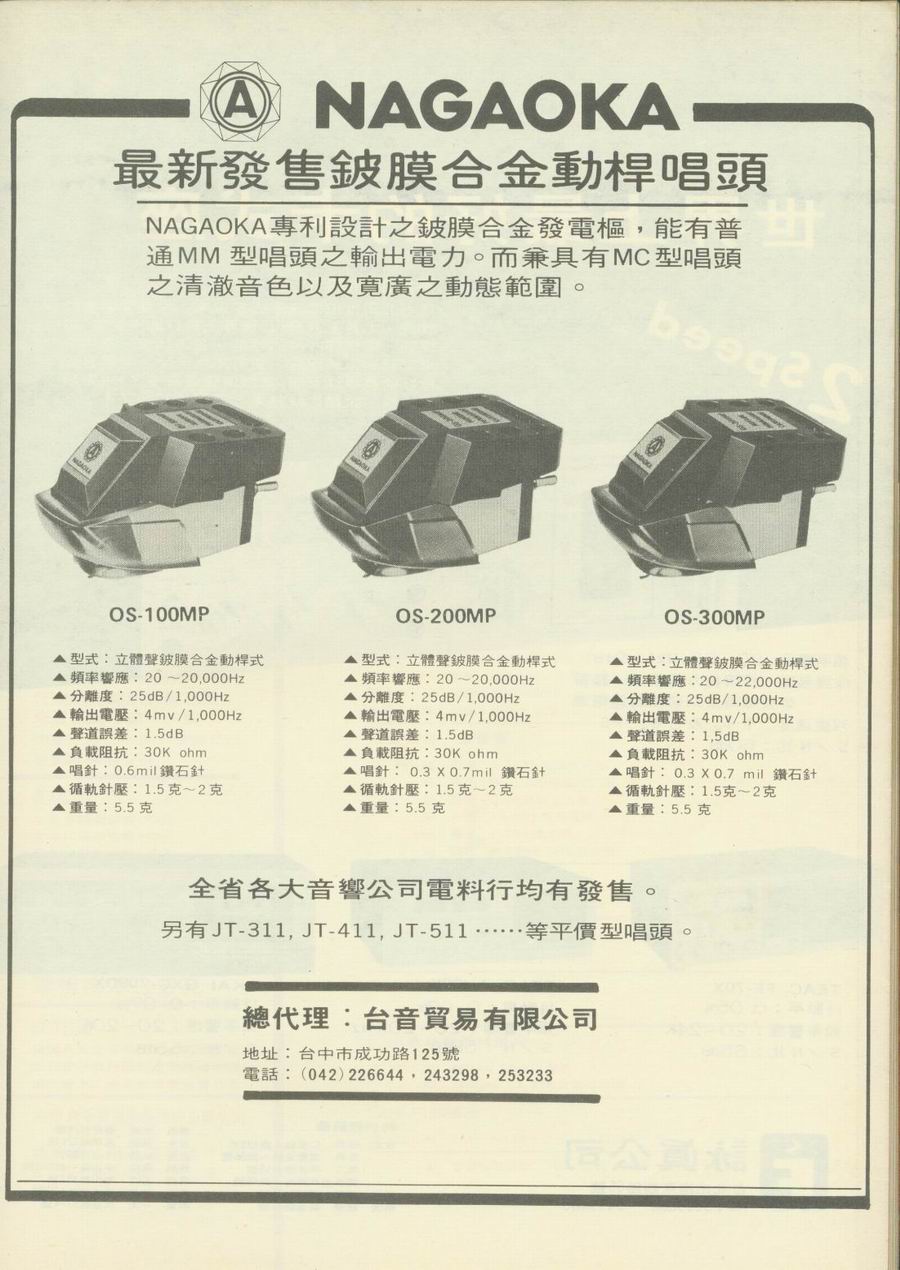 A NAGAOKA
最新發售鈹膜合金動桿唱頭
NAGAOKA專利設計之鈹膜合金發電樞，能有普
通MM 型唱頭之輸出電力。而兼具有MC型唱頭
之清澈音色以及寬廣之動態範圍。
A
NAGAOKA
A
NAGAOKA
A
NAGAOKA
OS-100MP
▲型式：立體聲鈹膜合金動桿式
▲頻率響應：20～20,000Hz
▲分離度：25dB/1,000Hz
▲輸出電壓：4mv/1,000Hz
▲聲道誤差：1.5dB
▲負載阻抗：30K ohm
▲唱針：0.6mil鑽石針
▲循軌針壓：1.5克～2克
▲重量：5.5 克
OS-200MP
▲型式：立體聲鈹膜合金動桿式
▲頻率響應：20～20,000Hz
▲分離度：25dB/1,000Hz
▲輸出電壓：4mv/1,000Hz
▲聲道誤差：1.5dB
▲負載阻抗：30K ohm
▲唱針： 0.3 X 0.7mil 鑽石針
▲循軌針壓：1.5克～2克
▲重量：5.5 克
OS-300MP
▲型式：立體聲鈹膜合金動桿式
▲頻率響應：20～22,000Hz
▲分離度：25dB/1,000Hz
▲輸出電壓：4mv/1,000Hz
▲聲道誤差：1,5dB
▲負載阻抗：30K ohm
▲唱針： 0.3 X 0.7 mil 鑽石針
▲循軌針壓：1.5克～2克
▲重量：5.5 克
全省各大音響公司電料行均有發售。
另有JT-311, JT-411, JT-511……等平價型唱頭。
總代理：台音貿易有限公司
地址：台中市成功路125號
電話：(042)226644，243298，253233